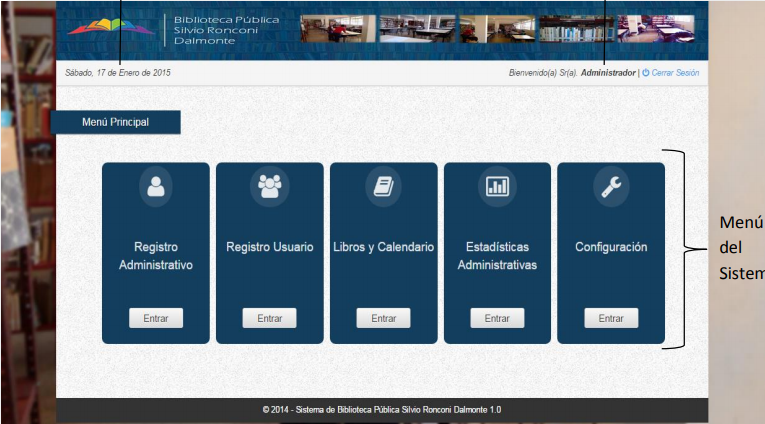 Biblioteca Pública
Silvio Ronconi
Dalmonte
Sábado, 17 de Enero de 2015
Bienvenido(a) Sr(a). Administrador | Cerrar Sesión
Menú Principal
Registro
Administrativo
Entrar
Registro Usuario
Entrar
Libros y Calendario
Entrar
Estadísticas
Administrativas
Entrar
Configuración
Entrar
Menú
del
Sistem
© 2014 - Sistema de Biblioteca Pública Silvio Ronconi Dalmonte 1.0